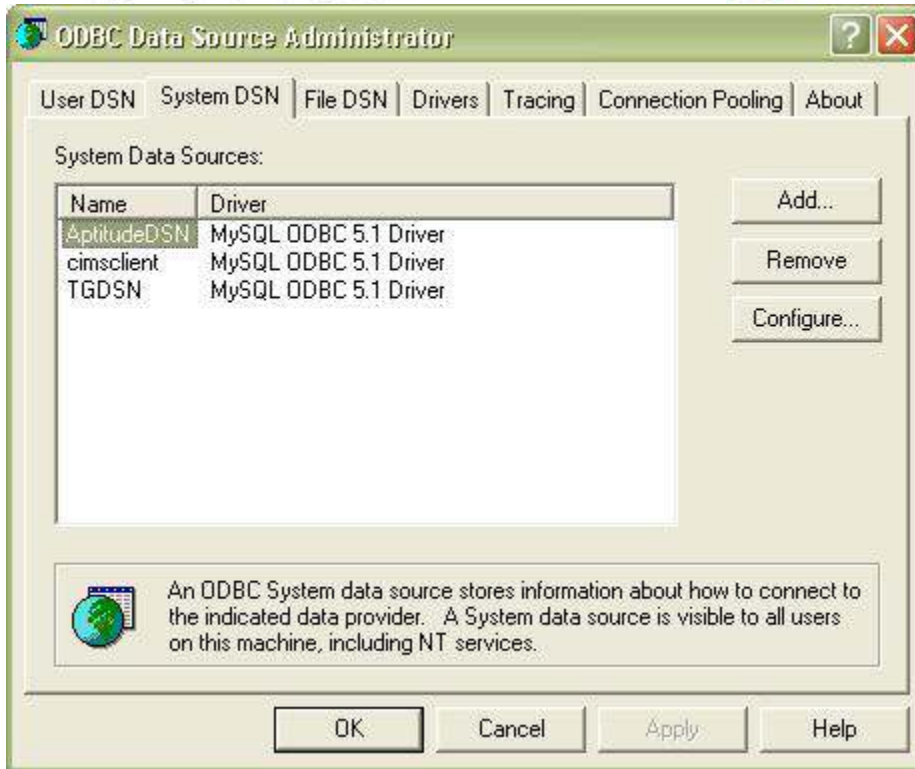 ODBC Data Source Administrator
User DSN System DSN File DSN Drivers Tracing Connection Pooling About
System Data Sources:
Name Driver
AptitudeDSN MySQL ODBC 5.1 Driver
cimsclient MySQL ODBC 5.1 Driver
TGDSN MySQL ODBC 5.1 Driver
Add...
Remove
Configure...
An ODBC System data source stores information about how to connect to
the indicated data provider. A System data source is visible to all users
on this machine, including NT services.
OK Cancel Apply Help